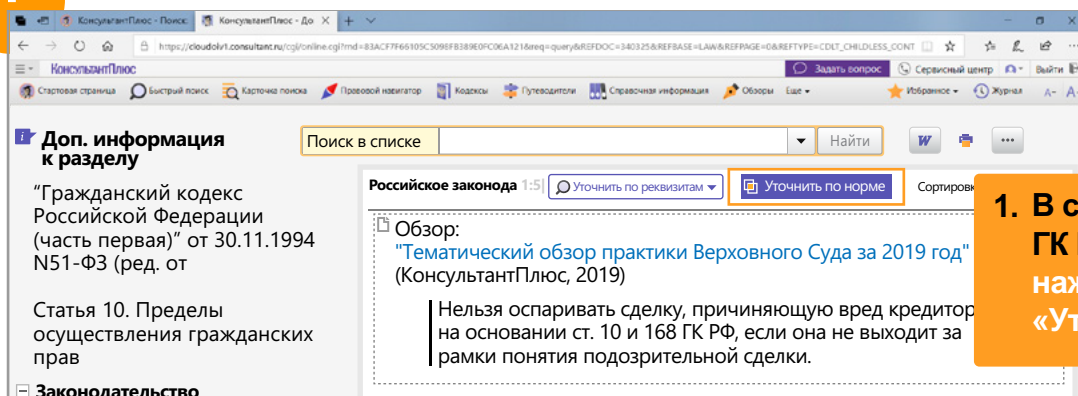 КонсультантПлюс - Поиск:
КонсультантПлюс - До
https://cloudolv1.consultant.ru/cgi/online.cgi?rnd=83ACF7F66105C5098FB389E0FC06A121&req=query&REFDOC=340325&REFBASE=LAW&REFPAGE=0&REFTYPE=CDLT_CHILDLESS_CONT
КонсультантПлюс
Задать вопрос
Сервисный центр
Выйти
Стартовая страница Быстрый поиск Карточка поиска Правовой навигатор Кодексы Путеводители Справочная информация Обзоры Еще
Избранное Журнал A- A
Доп. информация
к разделу
"Гражданский кодекс
Российской Федерации
(часть первая)" от 30.11.1994
N51-ФЗ (ред. от
Статья 10. Пределы
осуществления гражданских
прав
Законодательство
Поиск в списке
Найти
W
Российское законода 1:5| Уточнить по реквизитам
Уточнить по норме
Сортировк
Обзор:
"Тематический обзор практики Верховного Суда за 2019 год"
(КонсультантПлюс, 2019)
Нельзя оспаривать сделку, причиняющую вред кредитор
на основании ст. 10 и 168 ГК РФ, если она не выходит за
рамки понятия подозрительной сделки.
1. В с
ГК
наж
«Ут